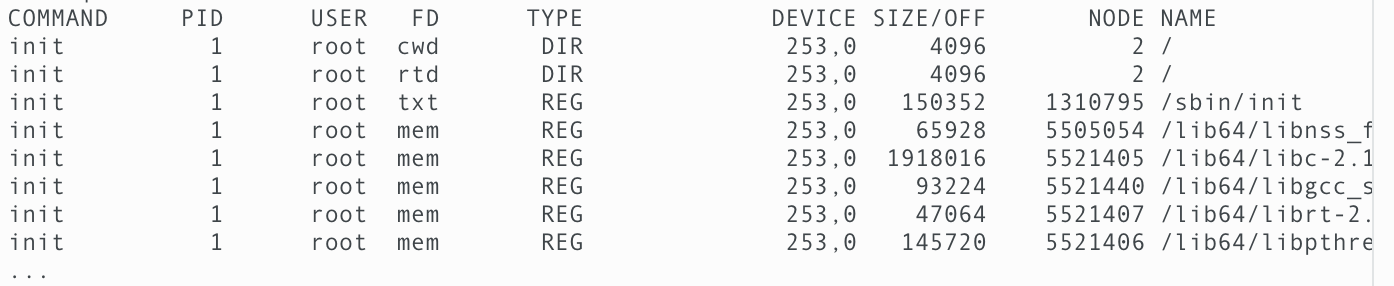 COMMAND PID USER FD TYPE DEVICE SIZE/OFF NODE NAME
init 1 root cwd DIR 253,0 4096 2 /
init 1 root rtd DIR 253,0 4096 2 /
init 1 root txt REG 253,0 150352 1310795 /sbin/init
init 1 root mem REG 253,0 65928 5505054 /lib64/libnss_f
init 1 root mem REG 253,0 1918016 5521405 /lib64/libc-2.1
init 1 root mem REG 253,0 93224 5521440 /lib64/libgcc_s
init 1 root mem REG 253,0 47064 5521407 /lib64/librt-2.
init 1 root mem REG 253,0 145720 5521406 /lib64/libpthre
...